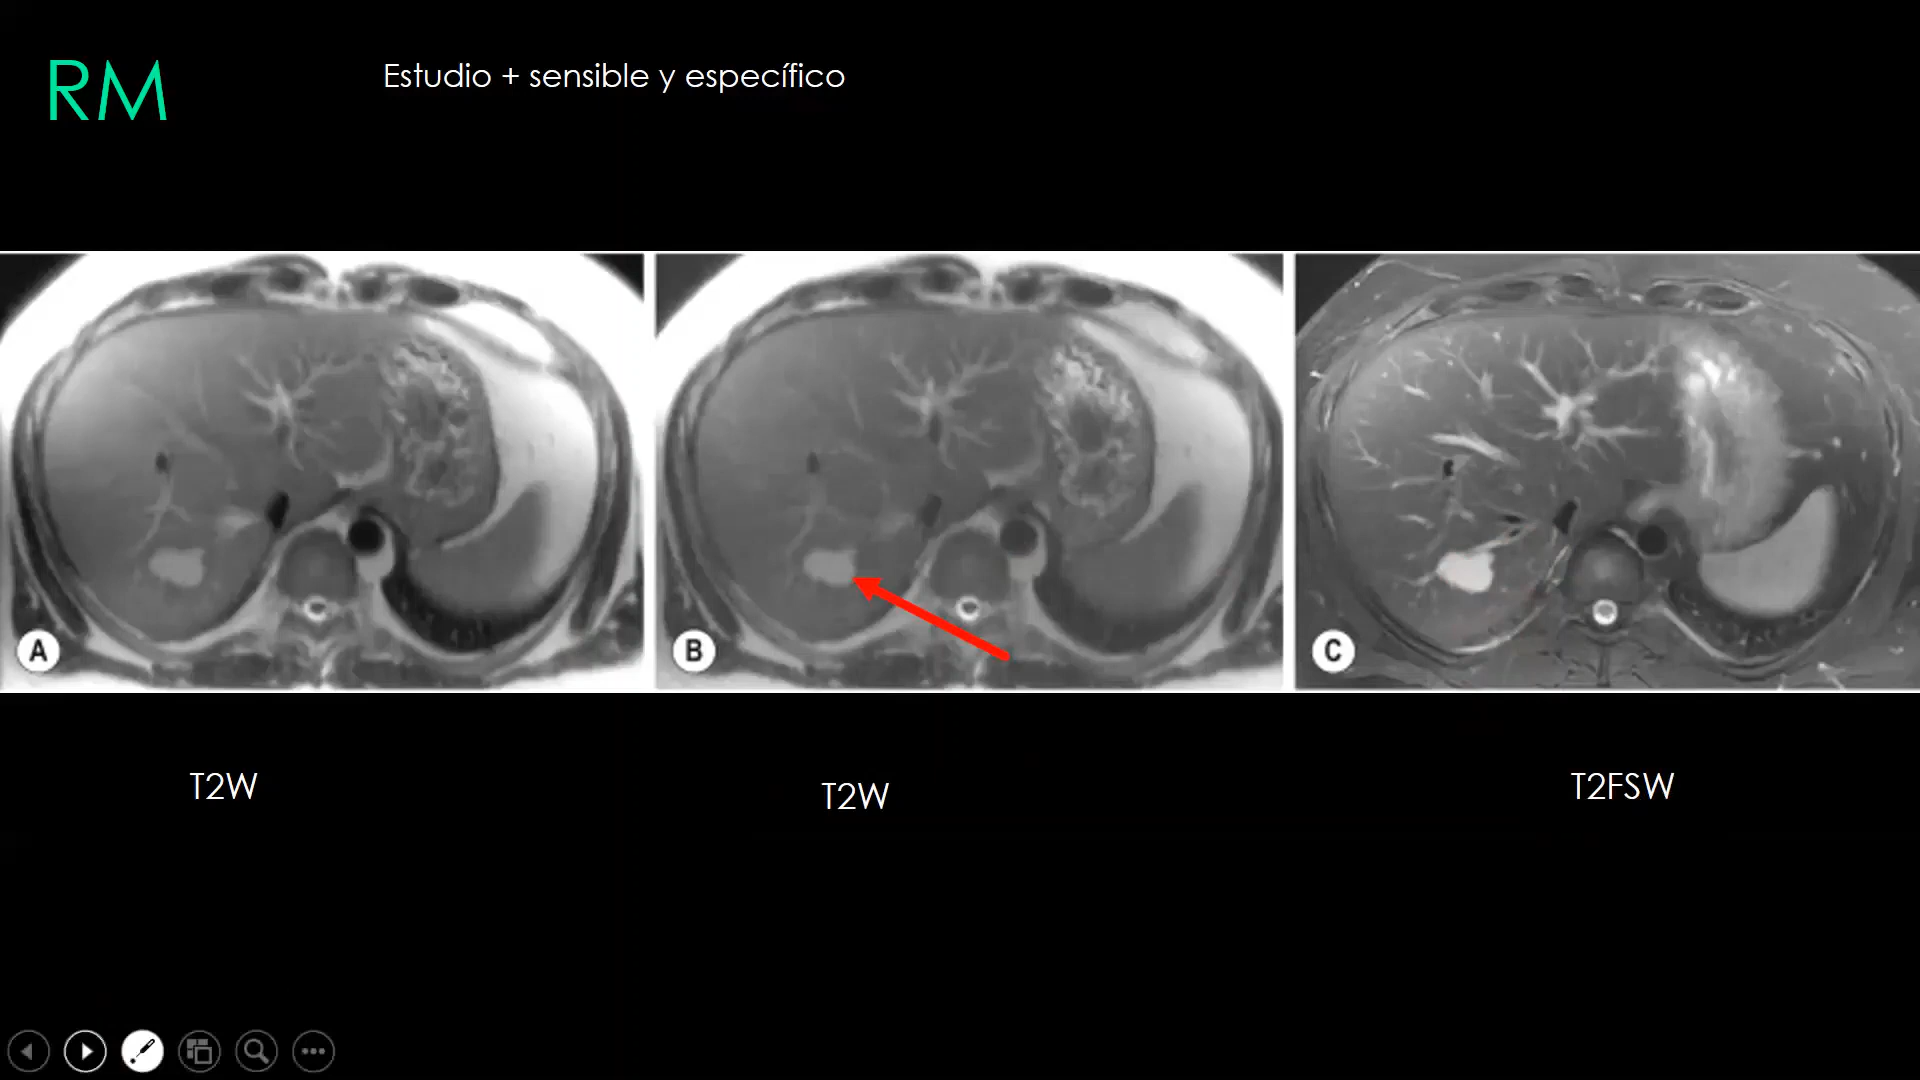 RM
Estudio + sensible y específico
A
B
C
T2W
T2W
T2FSW